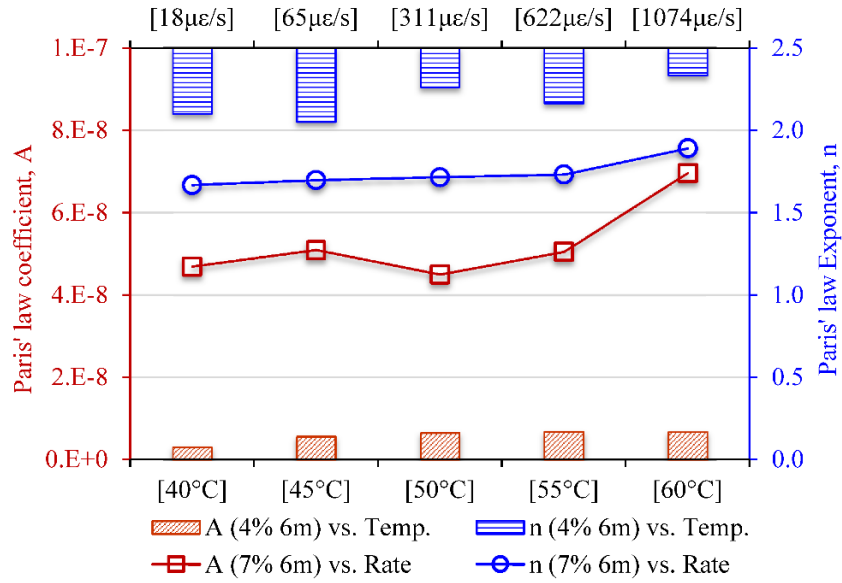 [18µε/s] [65µε/s] [311µε/s] [622µε/s] [1074µε/s]
1.E-7 2.5
8.E-8 2.0
6.E-8 1.5
4.E-8 1.0
2.E-8 0.5
0.E+0 0.0
Paris' law coefficient, A
Paris' law Exponent, n
[40°C] [45°C] [50°C] [55°C] [60°C]
A (4% 6m) vs. Temp. n (4% 6m) vs. Temp.
A (7% 6m) vs. Rate n (7% 6m) vs. Rate